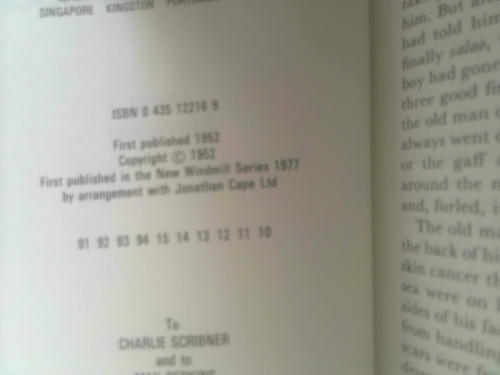 SINGAPORE KINGSTON
ISBN 0 435 12216 9
First published 1952
Copyright © 1952
First published in the New Windmill Series 1977
by arrangement with Jonathan Cape Ltd
91 92 93 94 15 14 13 12 11 10
To
CHARLIE SCRIBNER
and to
him. But
had told him
finally salao,
boy had gone
three good
the old man
always went
or the gaff
around the
and, furled,
The old
the back of
skin cancer
sea were on
sides of his
from handling
scars were